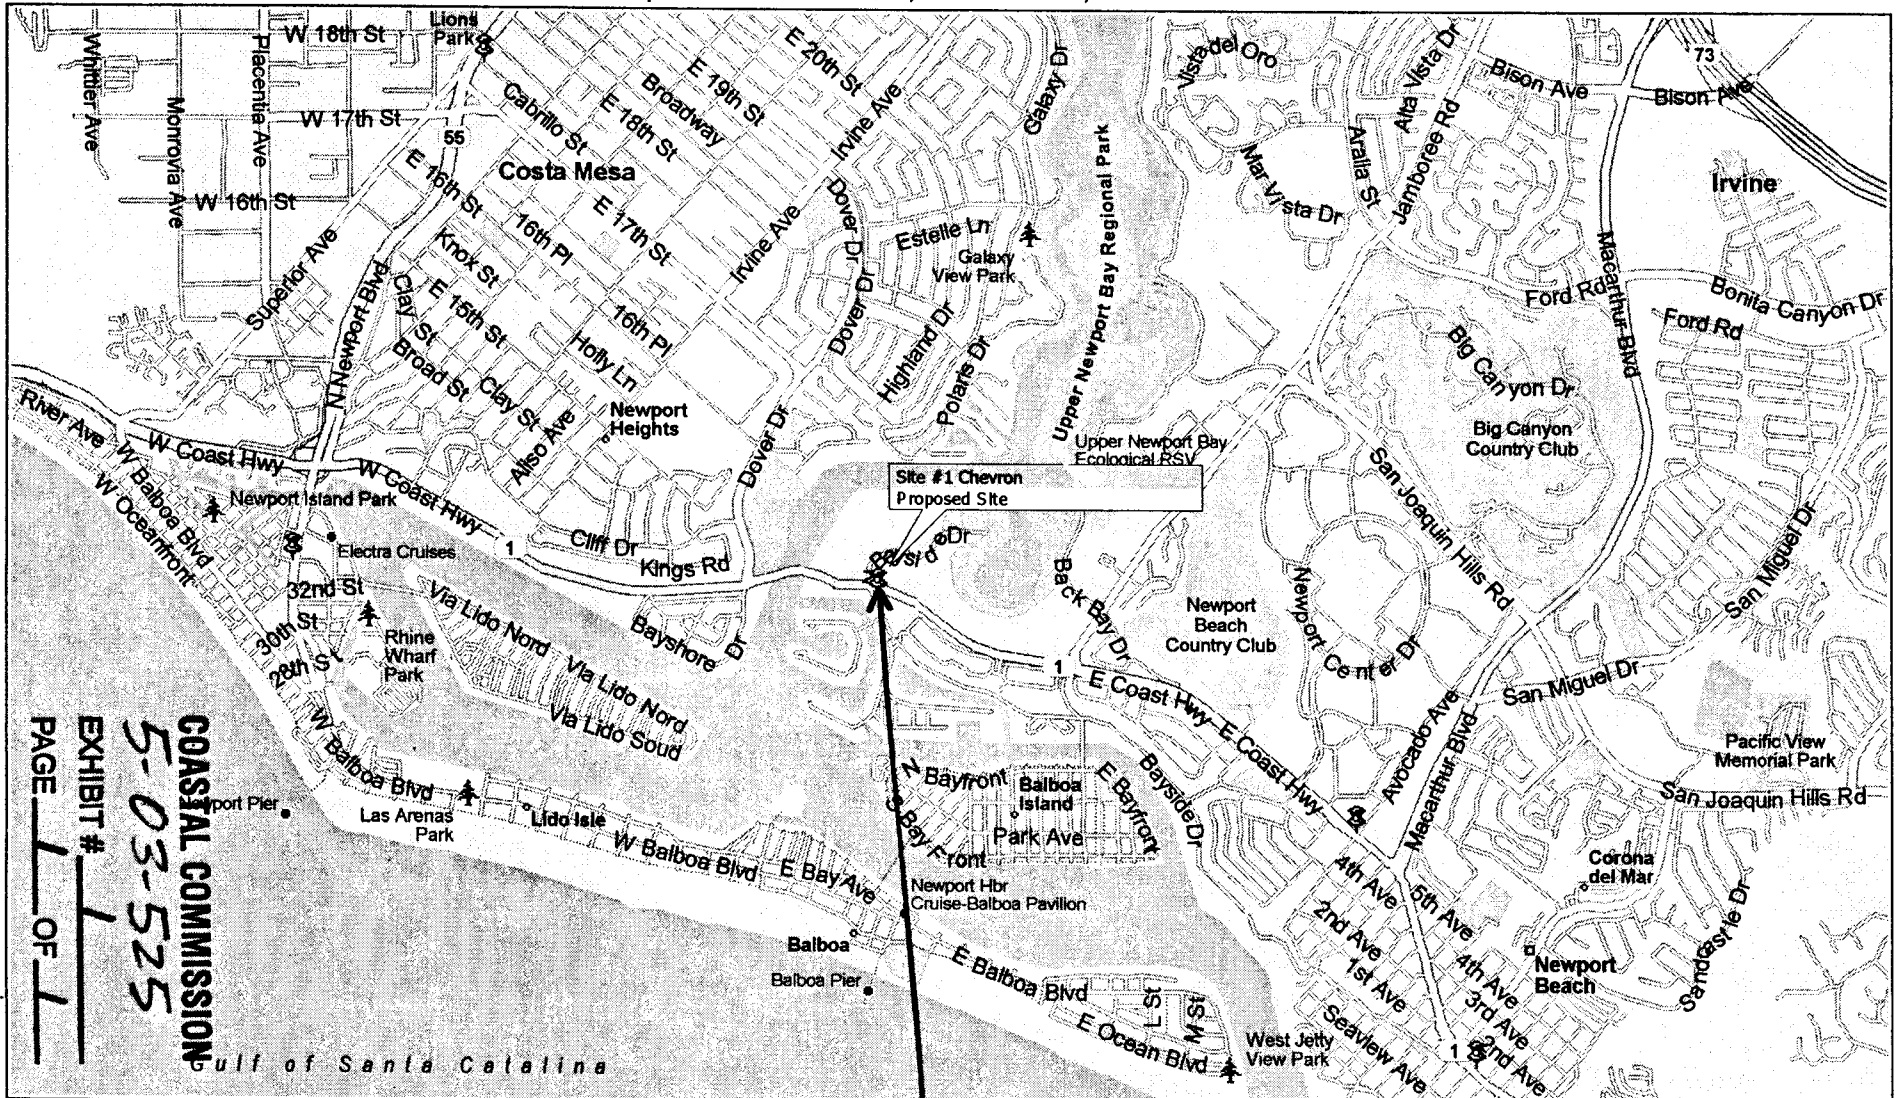 W 18th St
Lions
Park
Whittier Ave
Placentia Ave
Monrovia Ave
W 17th St
W 16th St
55
Cabrillo St
E 18th St
Broadway
E 19th St
E 20th St
Irvine Ave
Galaxy Dr
Vista del Oro
Alta Vista Dr
Bison Ave
73
Bison Ave
Costa Mesa
E 16th St
16th Pl
E 17th St
Irvine Ave
Dover Dr
Dover Dr
Dover Dr
Dover Dr
Estelle Ln
Galaxy
View Park
Upper Newport Bay Regional Park
Mar Vista Dr
Aralia St
Jamboree Rd
Irvine
Macarthur Blvd
Superior Ave
N Newport Blvd
Knox St
Clay St
E 15th St
16th Pl
Holly Ln
Broad St
Clay St
Aliso Ave
Newport
Heights
Highland Dr
Polaris Dr
Ford Rd
Bonita Canyon Dr
Ford Rd
Big Canyon Dr
Big Canyon
Country Club
River Ave
W Coast Hwy
W Coast Hwy
W Balboa Blvd
W Oceanfront
Newport Island Park
Electra Cruises
1
Cliff Dr
Kings Rd
Upper Newport Bay
Ecological RSV
Site #1 Chevron
Proposed Site
Bayside Dr
Back Bay Dr
San Joaquin Hills Rd
San Miguel Dr
32nd St
30th St
28th St
Rhine
Wharf
Park
Via Lido Nord
Via Lido Nord
Via Lido Soud
Bayshore Dr
1
Newport
Beach
Country Club
Newport Center Dr
E Coast Hwy
E Coast Hwy
San Miguel Dr
Avocado Ave
Macarthur Blvd
Pacific View
Memorial Park
San Joaquin Hills Rd
W Balboa Blvd
Las Arenas
Park
Lido Isle
W Balboa Blvd
E Bay Ave
N Bayfront
Balboa
Island
Park Ave
S Bay Front
E Bayfront
Bayside Dr
Newport Hbr
Cruise-Balboa Pavilion
Balboa
Balboa Pier
E Balboa Blvd
L St
M St
E Ocean Blvd
West Jetty
View Park
4th Ave
5th Ave
2nd Ave
1st Ave
4th Ave
3rd Ave
2nd Ave
Seaview Ave
1
Corona
del Mar
Newport
Beach
Sandcastle Dr
Gulf of Santa Catalina
COASTAL COMMISSION
5-03-525
EXHIBIT # 1
PAGE 1 OF 1